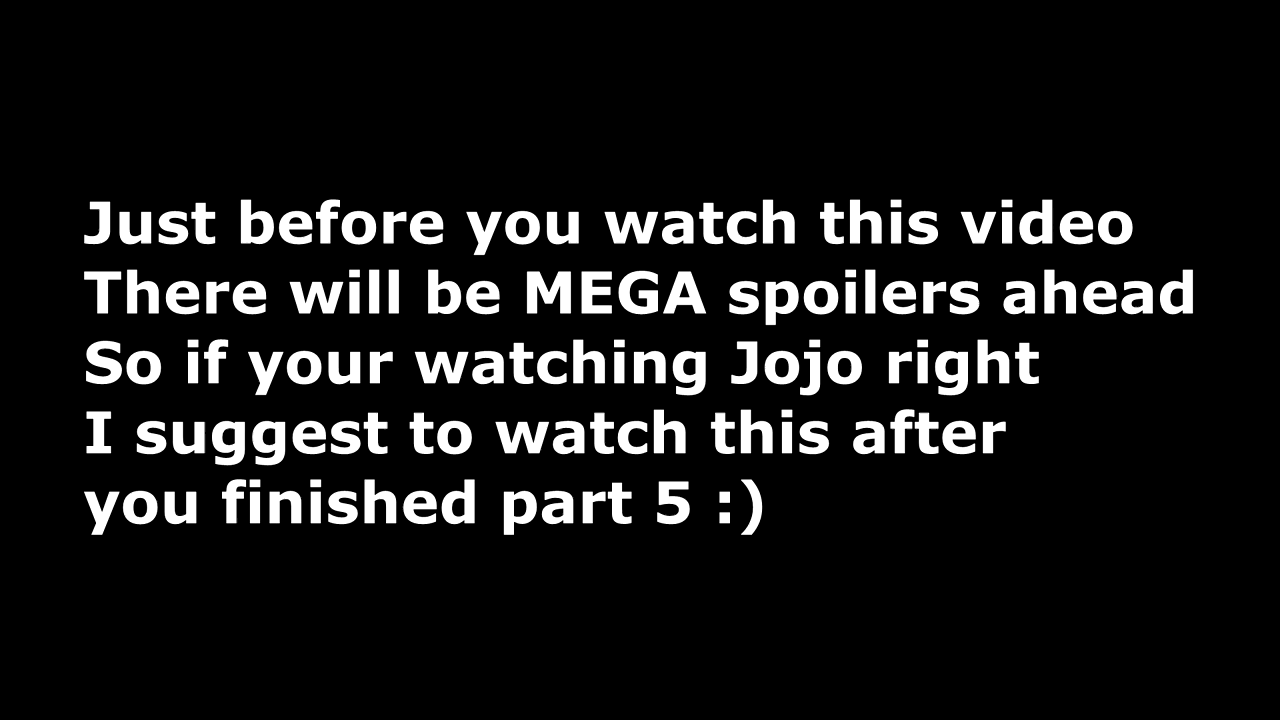 Just before you watch this video
There will be MEGA spoilers ahead
So if your watching Jojo right
I suggest to watch this after
you finished part 5 :)